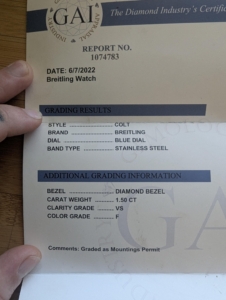 GAI
The Diamond Industry's Certific
REPORT NO.
1074783
DATE: 6/7/2022
Breitling Watch
GRADING RESULTS
STYLE ........ COLT
BRAND ........ BREITLING
DIAL ........ BLUE DIAL
BAND TYPE ........ STAINLESS STEEL
ADDITIONAL GRADING INFORMATION
BEZEL ........ DIAMOND BEZEL
CARAT WEIGHT ........ 1.50 CT
CLARITY GRADE ........ VS
COLOR GRADE ........ F
Comments: Graded as Mountings Permit
GA